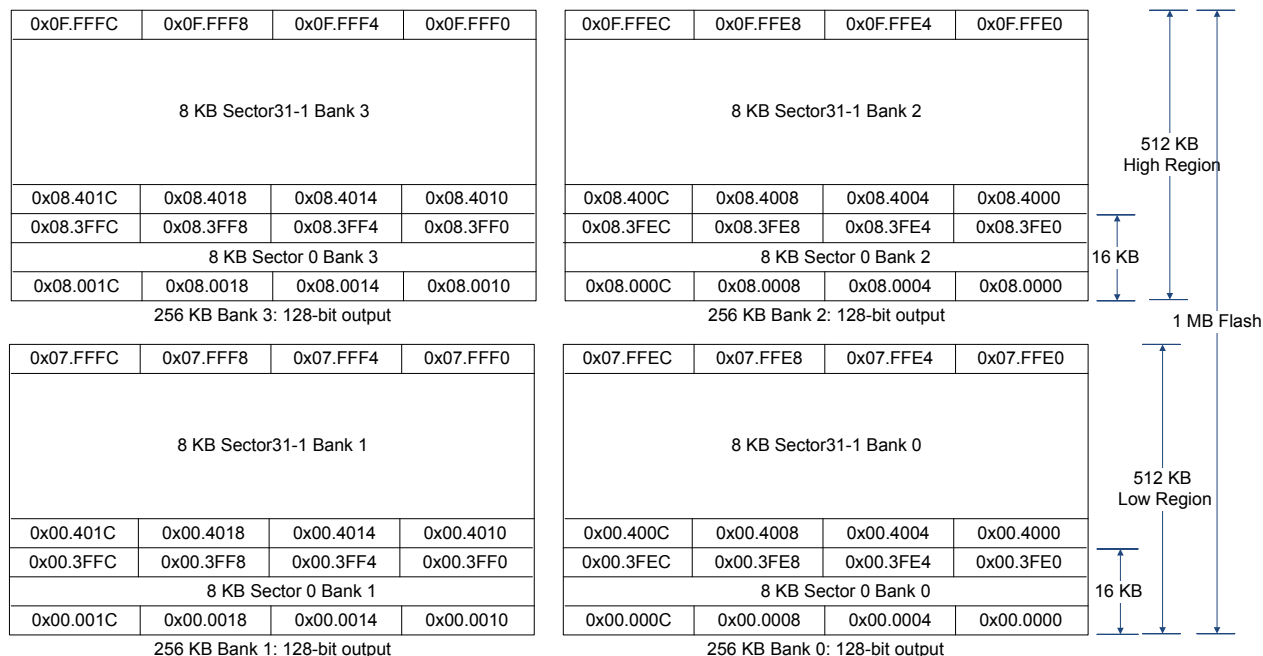 0x0F.FFFC 0x0F.FFF8 0x0F.FFF4 0x0F.FFF0
8 KB Sector31-1 Bank 3
0x08.401C 0x08.4018 0x08.4014 0x08.4010
0x08.3FFC 0x08.3FF8 0x08.3FF4 0x08.3FF0
8 KB Sector 0 Bank 3
0x08.001C 0x08.0018 0x08.0014 0x08.0010
256 KB Bank 3: 128-bit output
0x0F.FFEC 0x0F.FFE8 0x0F.FFE4 0x0F.FFE0
8 KB Sector31-1 Bank 2
0x08.400C 0x08.4008 0x08.4004 0x08.4000
0x08.3FEC 0x08.3FE8 0x08.3FE4 0x08.3FE0
8 KB Sector 0 Bank 2
0x08.000C 0x08.0008 0x08.0004 0x08.0000
256 KB Bank 2: 128-bit output
512 KB
High Region
16 KB
1 MB Flash
0x07.FFFC 0x07.FFF8 0x07.FFF4 0x07.FFF0
8 KB Sector31-1 Bank 1
0x00.401C 0x00.4018 0x00.4014 0x00.4010
0x00.3FFC 0x00.3FF8 0x00.3FF4 0x00.3FF0
8 KB Sector 0 Bank 1
0x00.001C 0x00.0018 0x00.0014 0x00.0010
256 KB Bank 1: 128-bit output
0x07.FFEC 0x07.FFE8 0x07.FFE4 0x07.FFE0
8 KB Sector31-1 Bank 0
0x00.400C 0x00.4008 0x00.4004 0x00.4000
0x00.3FEC 0x00.3FE8 0x00.3FE4 0x00.3FE0
8 KB Sector 0 Bank 0
0x00.000C 0x00.0008 0x00.0004 0x00.0000
256 KB Bank 0: 128-bit output
512 KB
Low Region
16 KB